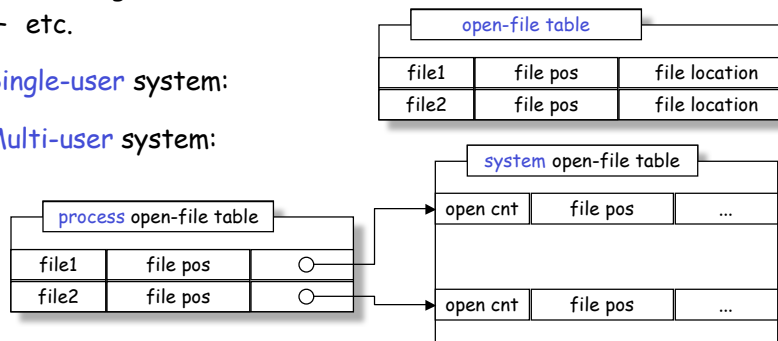 - etc.
open-file table
file1 file pos file location
file2 file pos file location
ingle-user system:
ulti-user system:
system open-file table
open cnt file pos ...
process open-file table
file1 file pos
file2 file pos
open cnt file pos ...